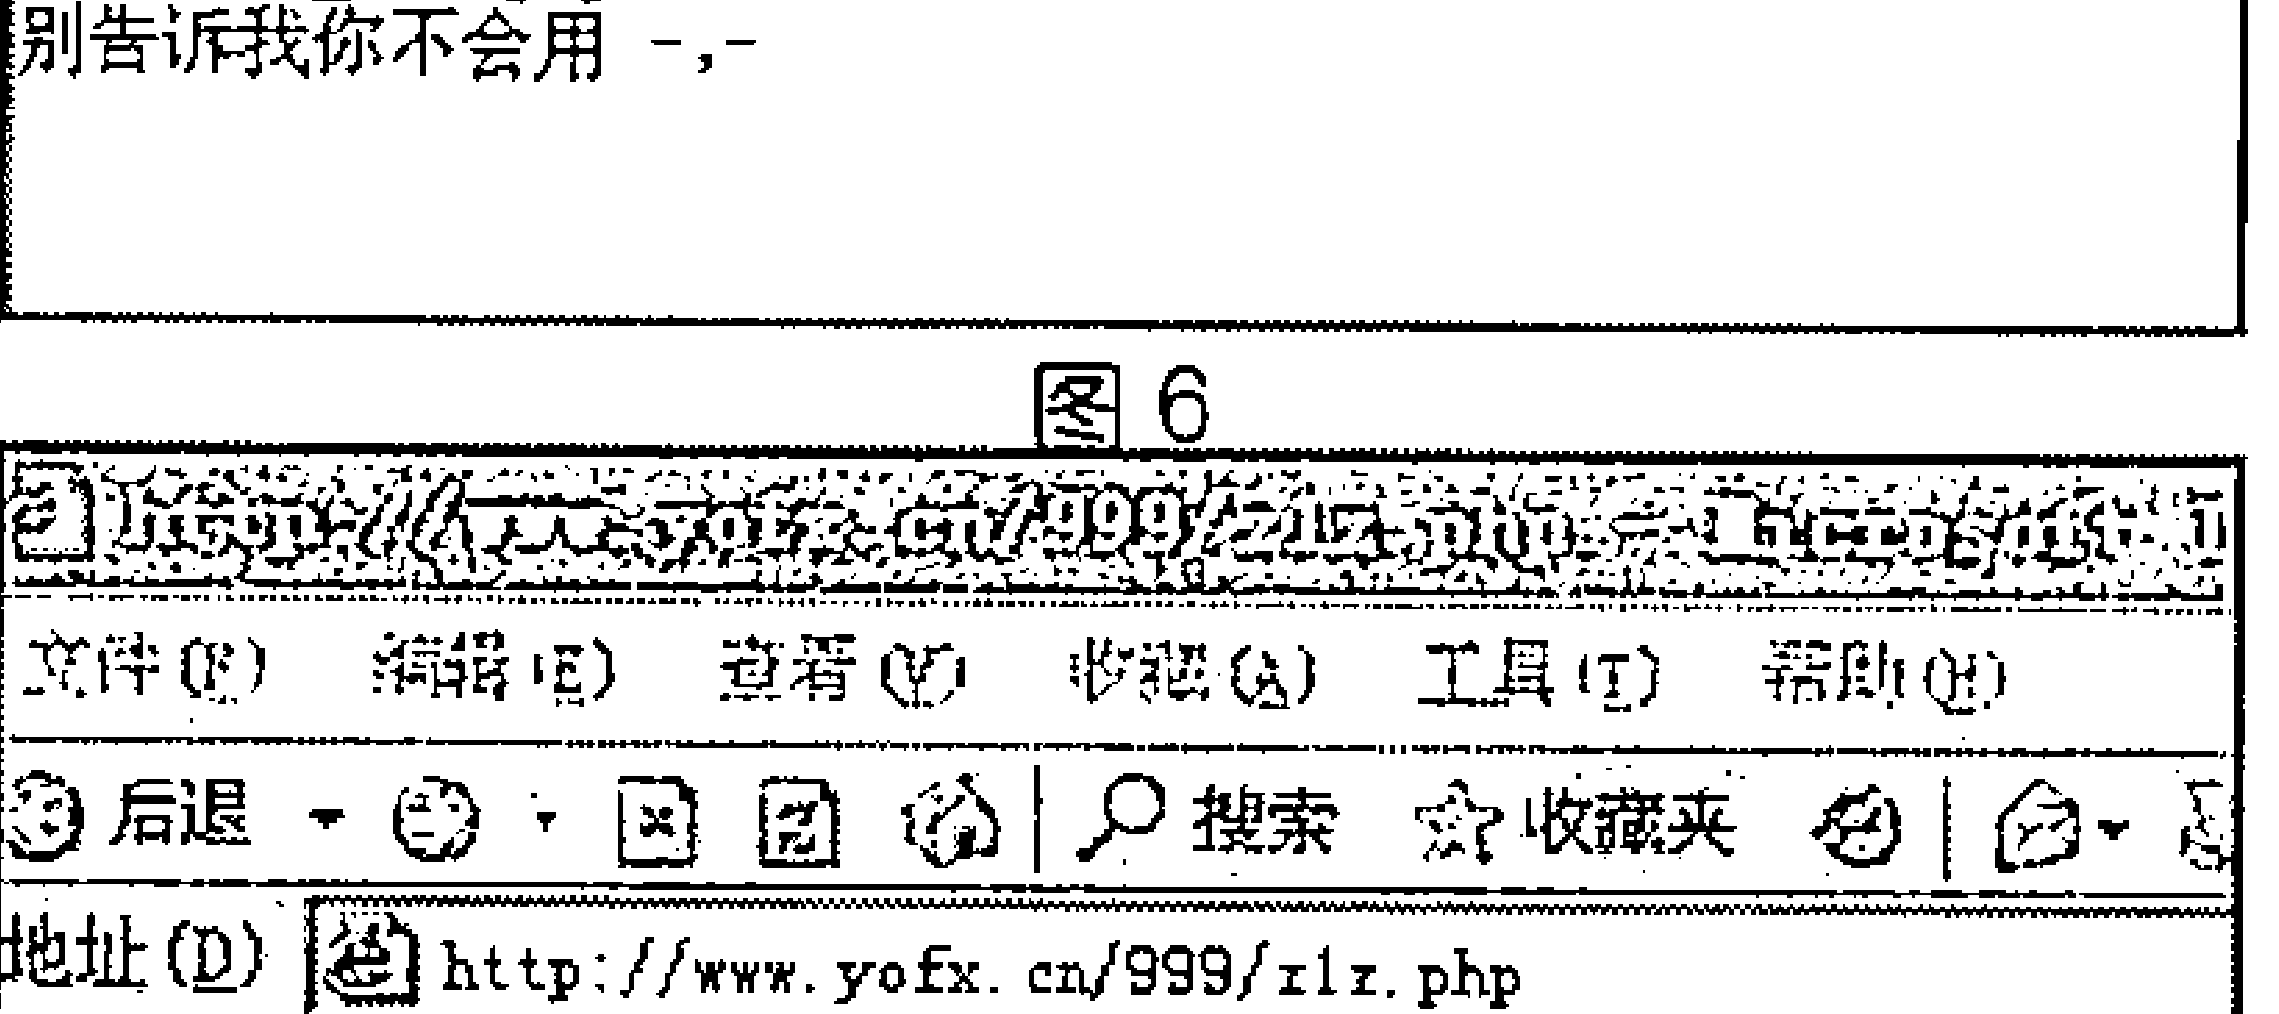 别告诉我你不会用 -,-
图 6
文件(F) 编辑(E) 查看(V) 收藏(A) 工具(T) 帮助(H)
后退 搜索 收藏夹
地址(D) http://www.yofx.cn/999/zlz.php